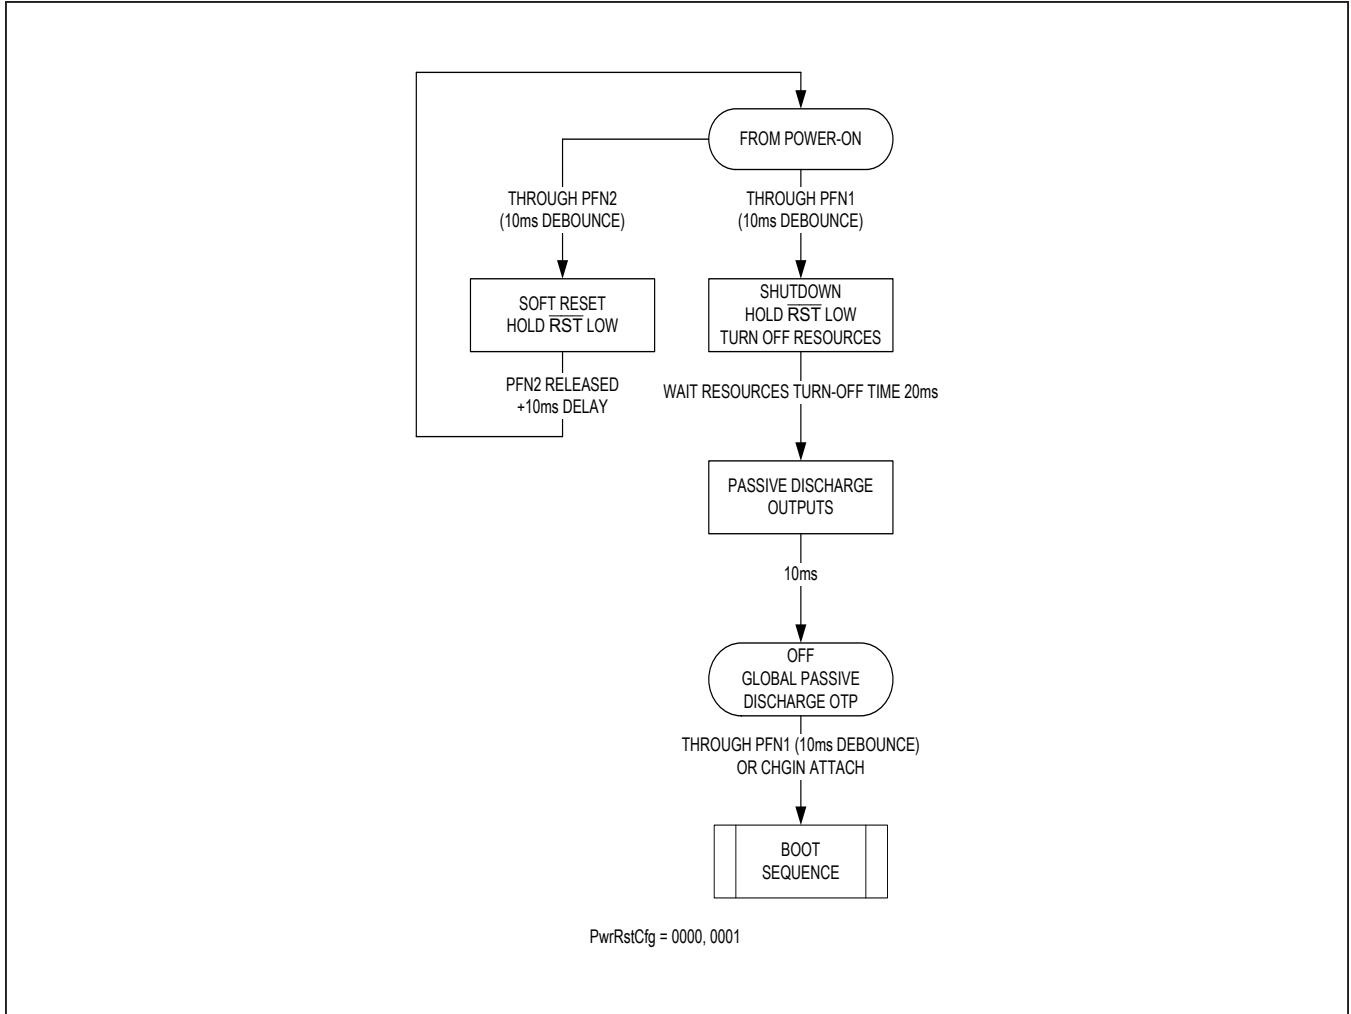 FROM POWER-ON
THROUGH PFN2
(10ms DEBOUNCE)
THROUGH PFN1
(10ms DEBOUNCE)
SOFT RESET
HOLD R̅S̅T̅ LOW
SHUTDOWN
HOLD R̅S̅T̅ LOW
TURN OFF RESOURCES
PFN2 RELEASED
+10ms DELAY
WAIT RESOURCES TURN-OFF TIME 20ms
PASSIVE DISCHARGE
OUTPUTS
10ms
OFF
GLOBAL PASSIVE
DISCHARGE OTP
THROUGH PFN1 (10ms DEBOUNCE)
OR CHGIN ATTACH
BOOT
SEQUENCE
PwrRstCfg = 0000, 0001